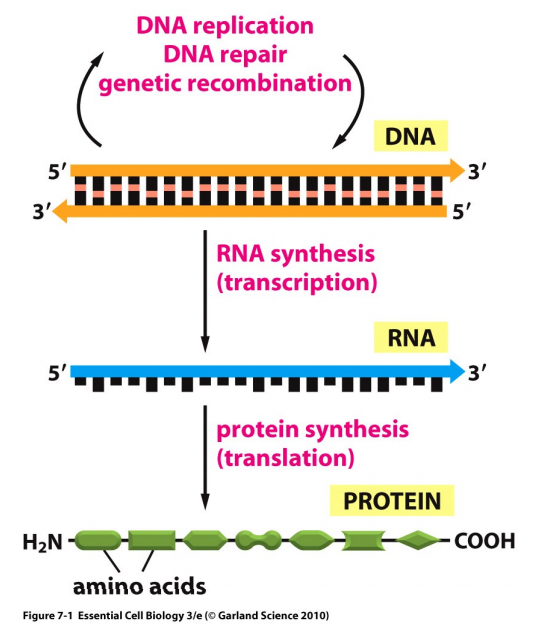 DNA replication
DNA repair
genetic recombination
DNA
5′ 3′
3′ 5′
RNA synthesis
(transcription)
RNA
5′ 3′
protein synthesis
(translation)
PROTEIN
H₂N COOH
amino acids
Figure 7-1 Essential Cell Biology 3/e (© Garland Science 2010)